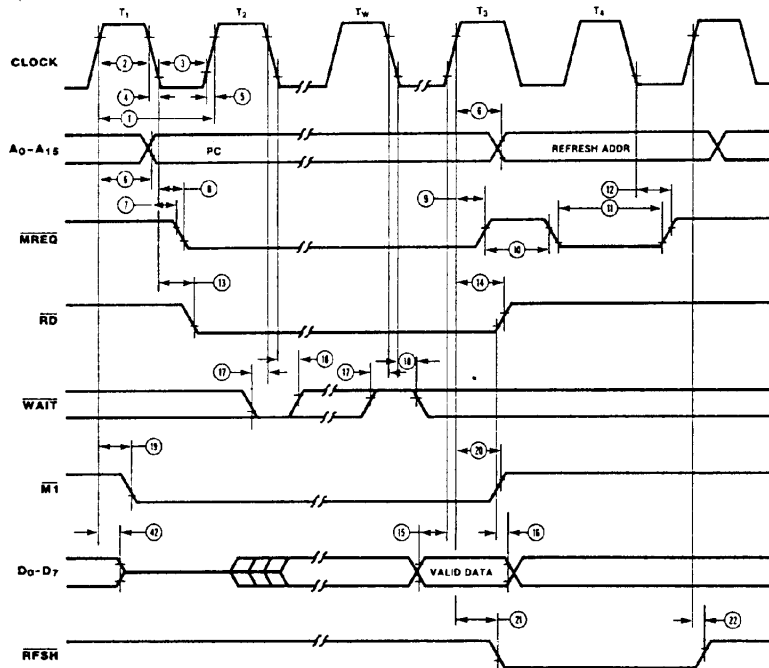 T1 T2 TW T3 T4
CLOCK
2 3
4 5
1 6
A0–A15 PC REFRESH ADDR
6 8 12
7 9 11
MREQ
10
13 14
RD
17 18 17 18
WAIT
19 20
M1
42 15 16
D0–D7 VALID DATA
21 22
RFSH